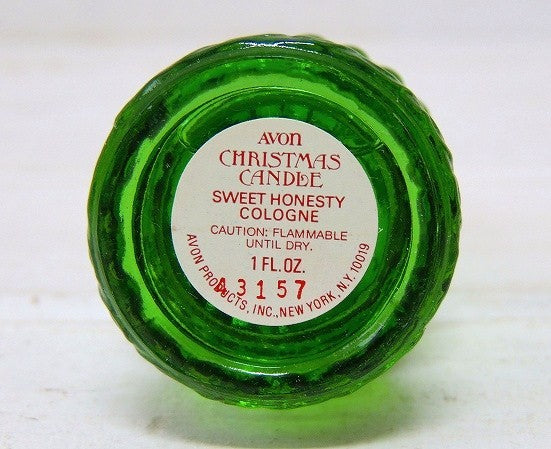 AVON
CHRISTMAS
CANDLE
SWEET HONESTY
COLOGNE
CAUTION: FLAMMABLE
UNTIL DRY.
1 FL. OZ.
3157
AVON PRODUCTS, INC., NEW YORK, N.Y. 10019